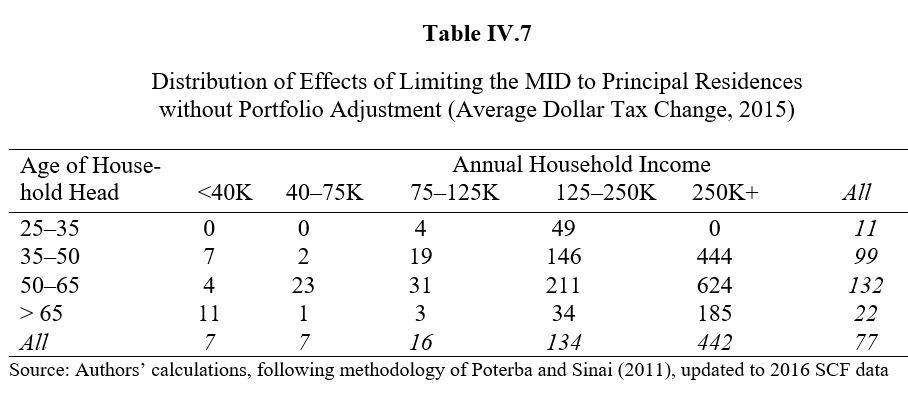 Table IV.7
Distribution of Effects of Limiting the MID to Principal Residences
without Portfolio Adjustment (Average Dollar Tax Change, 2015)
Age of House- Annual Household Income
hold Head <40K 40–75K 75–125K 125–250K 250K+ All
25–35 0 0 4 49 0 11
35–50 7 2 19 146 444 99
50–65 4 23 31 211 624 132
> 65 11 1 3 34 185 22
All 7 7 16 134 442 77
Source: Authors’ calculations, following methodology of Poterba and Sinai (2011), updated to 2016 SCF data